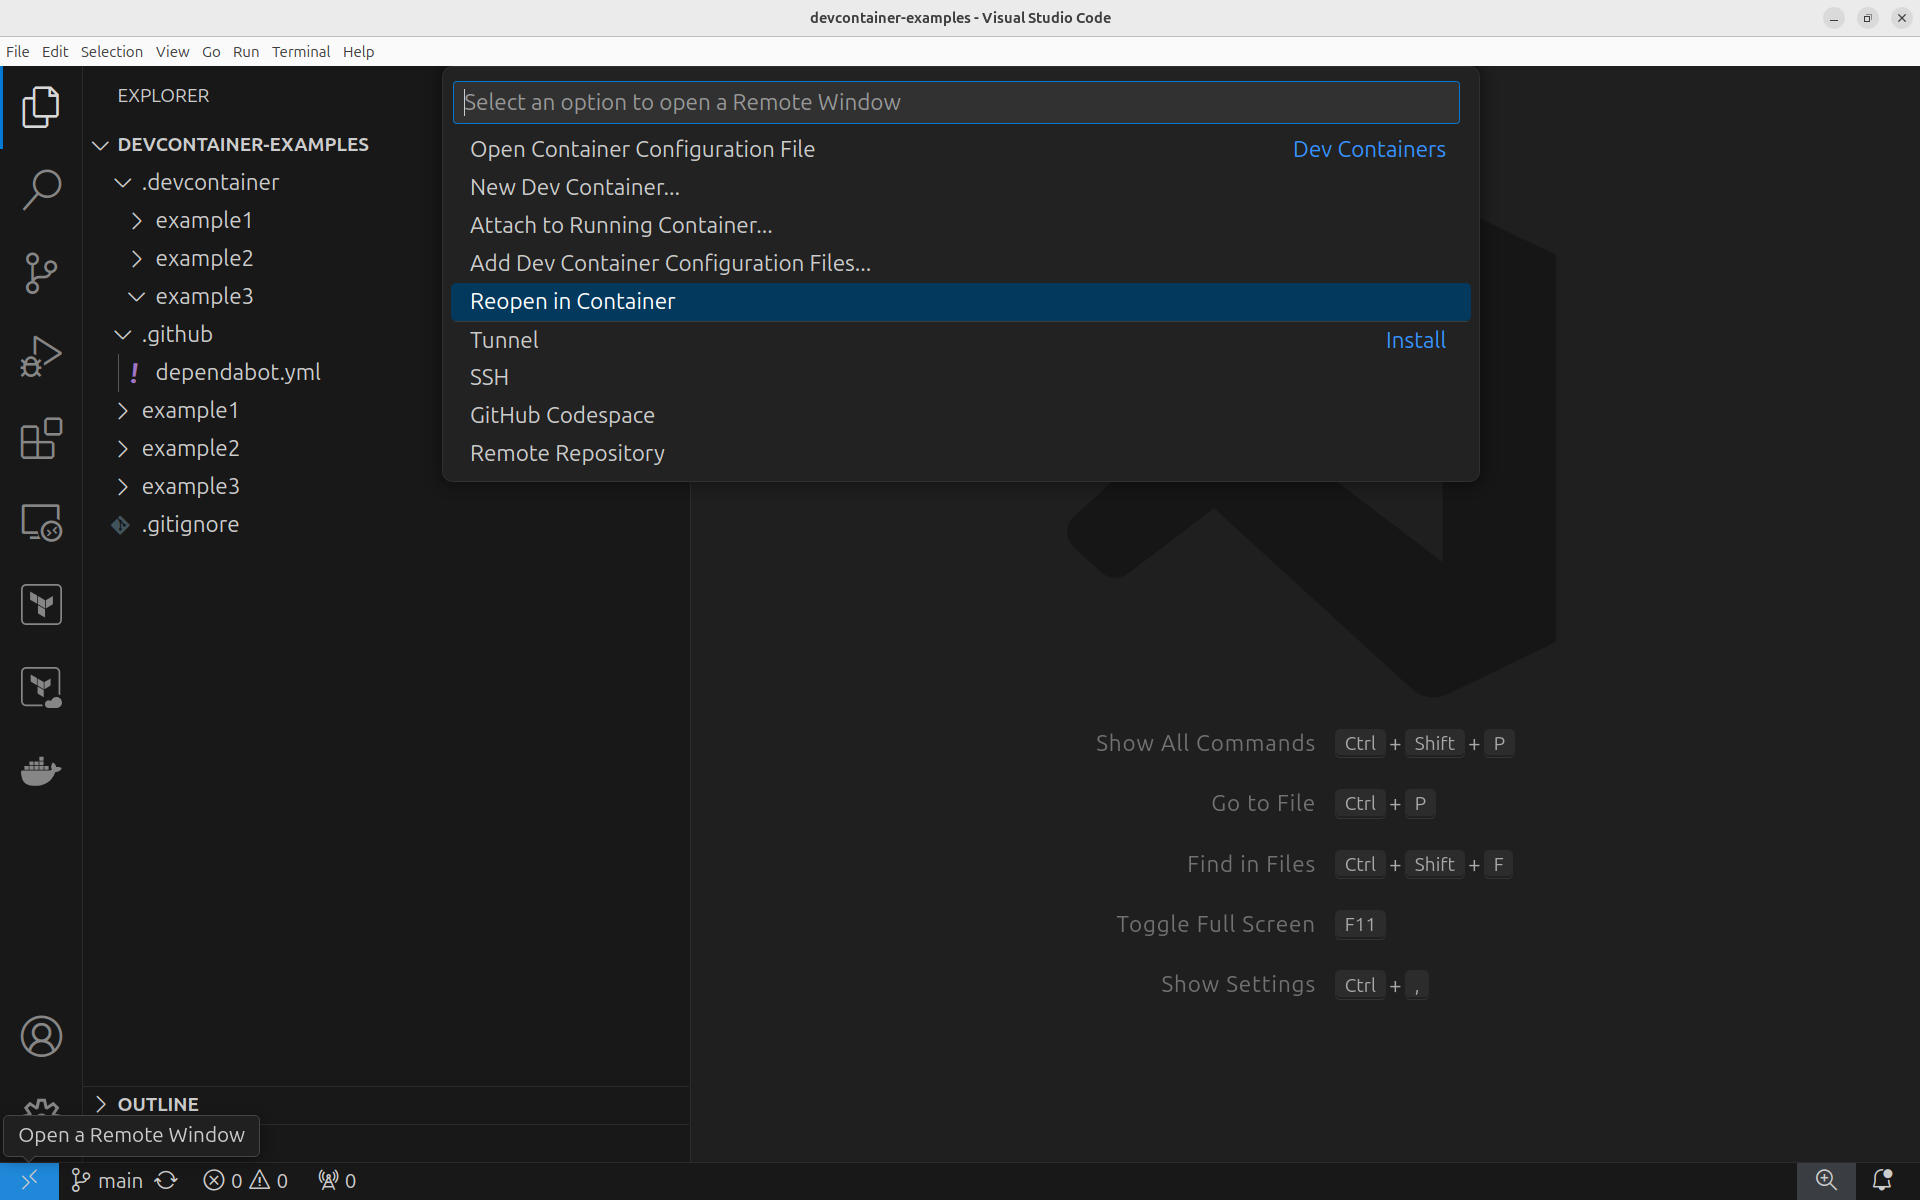 devcontainer-examples - Visual Studio Code
File Edit Selection View Go Run Terminal Help
EXPLORER
DEVCONTAINER-EXAMPLES
.devcontainer
example1
example2
example3
.github
! dependabot.yml
example1
example2
example3
.gitignore
OUTLINE
Select an option to open a Remote Window
Open Container Configuration File Dev Containers
New Dev Container...
Attach to Running Container...
Add Dev Container Configuration Files...
Reopen in Container
Tunnel Install
SSH
GitHub Codespace
Remote Repository
Show All Commands Ctrl + Shift + P
Go to File Ctrl + P
Find in Files Ctrl + Shift + F
Toggle Full Screen F11
Show Settings Ctrl + ,
Open a Remote Window
main 0 0 0